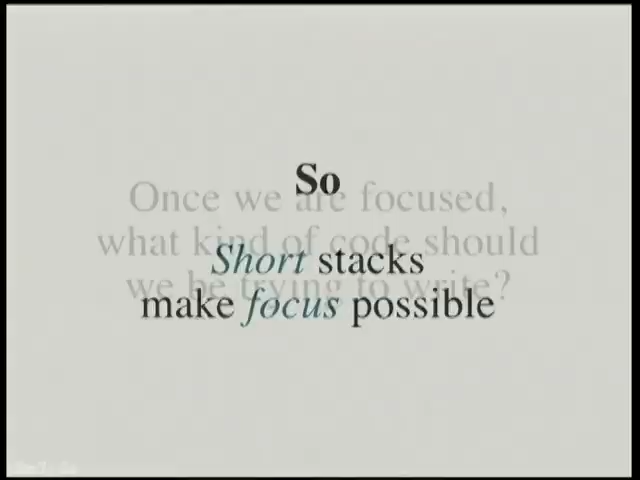 So
Short stacks
make focus possible
Once we are focused,
what kind of code should
we be trying to write?